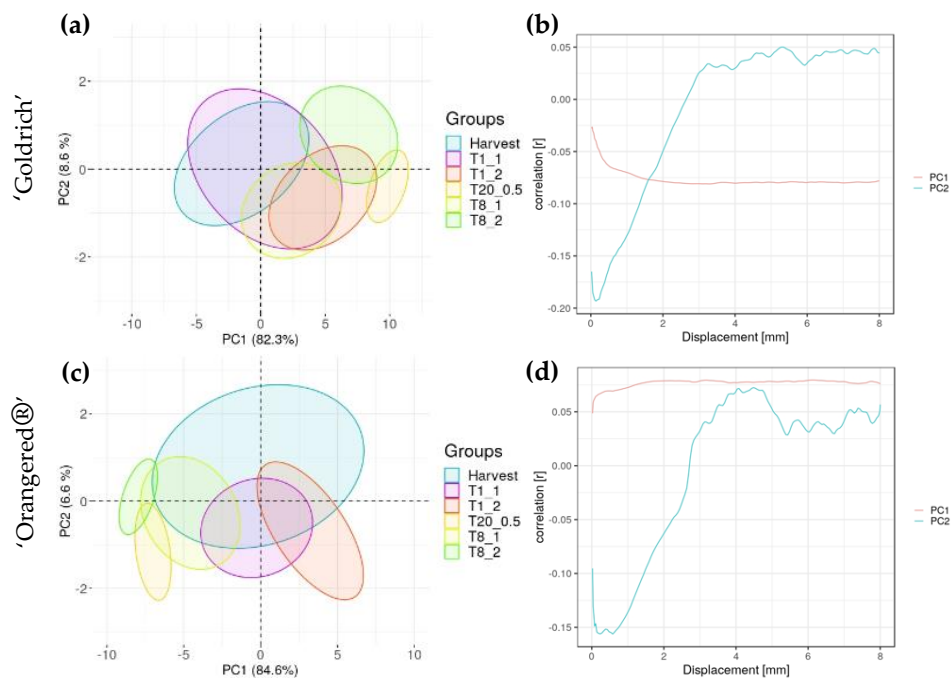 (a)
(b)
'Goldrich'
PC2 (8.6 %)
2
0
-2
-10
-5
0
5
10
PC1 (82.3%)
Groups
Harvest
T1_1
T1_2
T20_0.5
T8_1
T8_2
correlation [r]
0.05
0.00
-0.05
-0.10
-0.15
-0.20
0
2
4
6
8
Displacement [mm]
PC1
PC2
(c)
(d)
'Orangered®'
PC2 (6.6 %)
2
0
-2
-10
-5
0
5
10
PC1 (84.6%)
Groups
Harvest
T1_1
T1_2
T20_0.5
T8_1
T8_2
correlation [r]
0.05
0.00
-0.05
-0.10
-0.15
0
2
4
6
8
Displacement [mm]
PC1
PC2